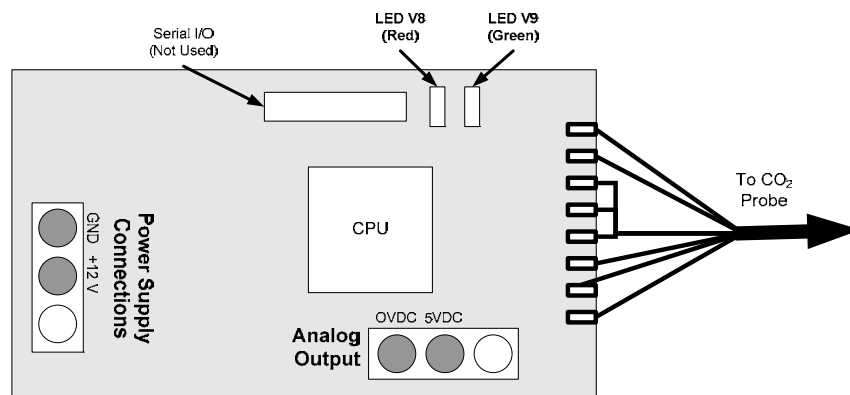 Serial I/O
(Not Used)
LED V8
(Red)
LED V9
(Green)
To CO₂
Probe
CPU
GND +12 V
Power Supply
Connections
OVDC 5VDC
Analog
Output